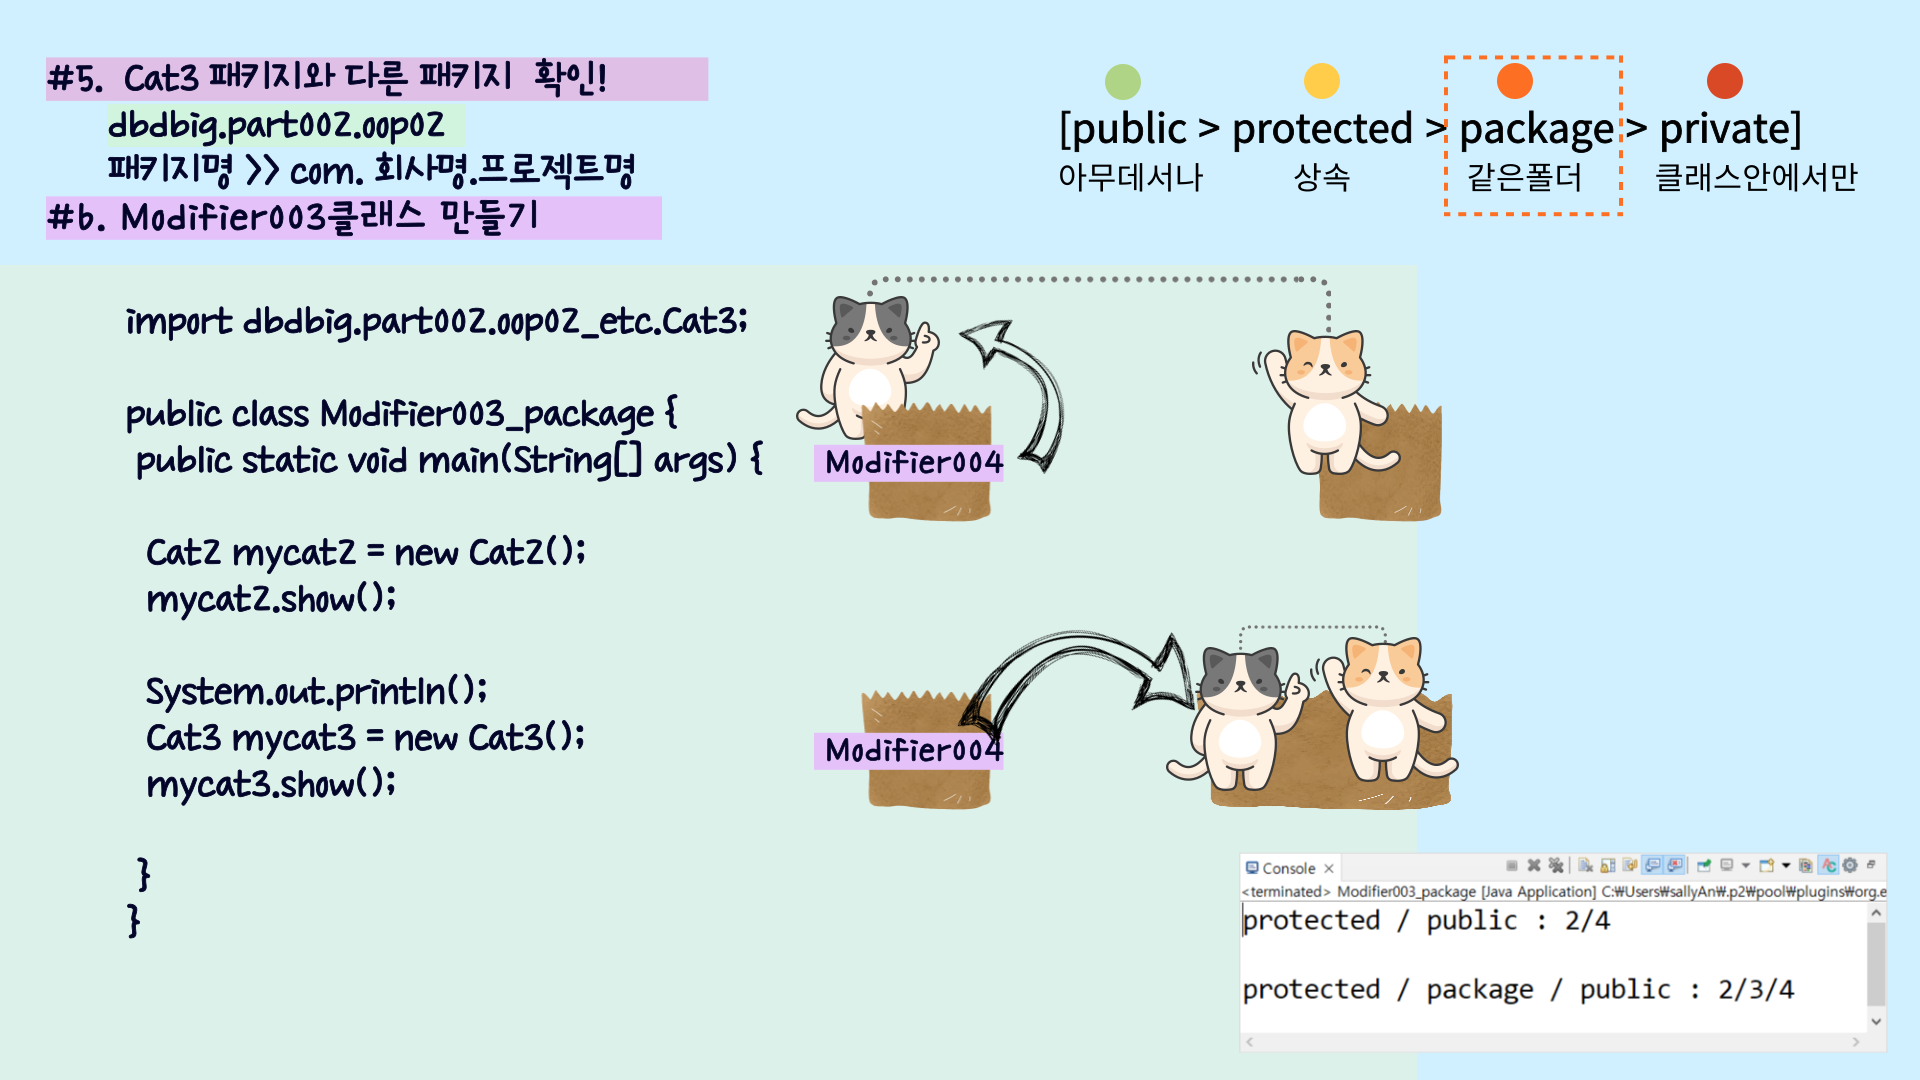 #5. Cat3 패키지와 다른 패키지 확인!
dbdbig.part002.oop02
패키지명 >> com. 회사명.프로젝트명
#6. Modifier003클래스 만들기
[public > protected > package > private]
아무데서나 상속 같은폴더 클래스안에서만
import dbdbig.part002.oop02_etc.Cat3;
public class Modifier003_package {
public static void main(String[] args) {
Cat2 mycat2 = new Cat2();
mycat2.show();
System.out.println();
Cat3 mycat3 = new Cat3();
mycat3.show();
}
}
Modifier004
Modifier004
Console
<terminated> Modifier003_package [Java Application] C:₩Users₩sallyAn₩.p2₩pool₩plugins₩org.e
protected / public : 2/4
protected / package / public : 2/3/4